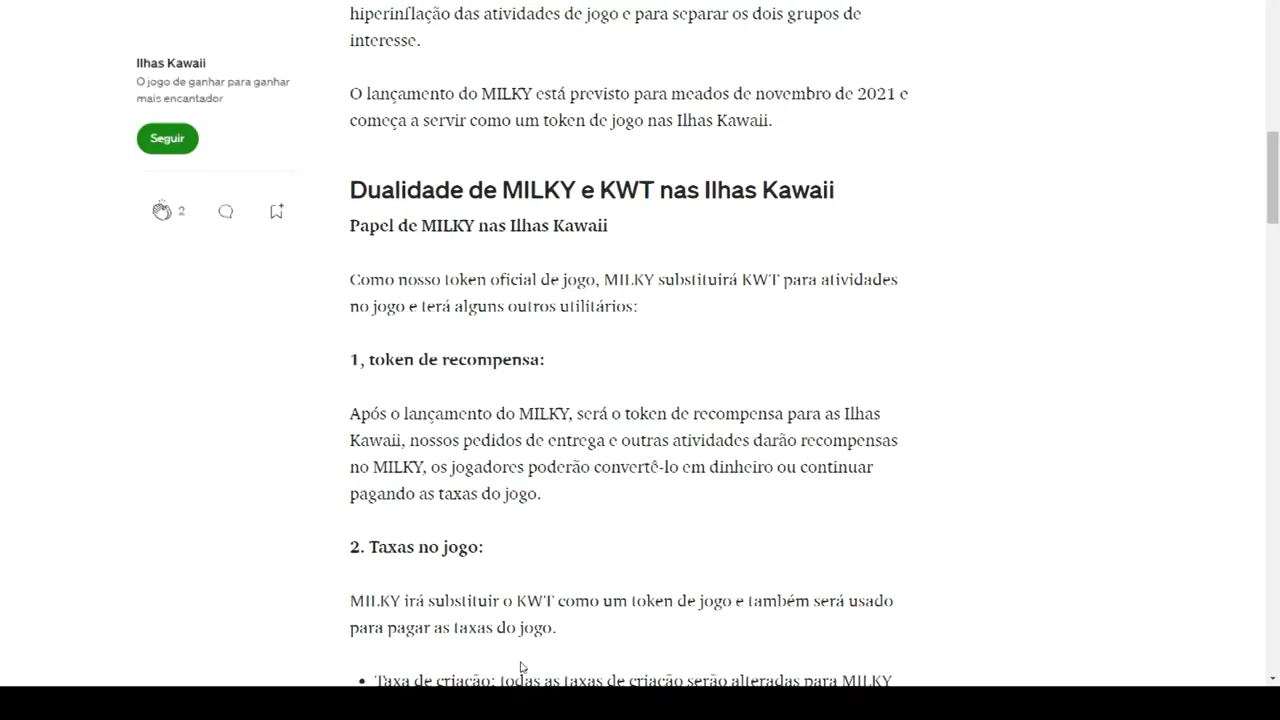 hiperinflação das atividades de jogo e para separar os dois grupos de
interesse.
Ilhas Kawaii
O jogo de ganhar para ganhar
mais encantador
Seguir
2
O lançamento do MILKY está previsto para meados de novembro de 2021 e
começa a servir como um token de jogo nas Ilhas Kawaii.
Dualidade de MILKY e KWT nas Ilhas Kawaii
Papel de MILKY nas Ilhas Kawaii
Como nosso token oficial de jogo, MILKY substituirá KWT para atividades
no jogo e terá alguns outros utilitários:
1, token de recompensa:
Após o lançamento do MILKY, será o token de recompensa para as Ilhas
Kawaii, nossos pedidos de entrega e outras atividades darão recompensas
no MILKY, os jogadores poderão convertê-lo em dinheiro ou continuar
pagando as taxas do jogo.
2. Taxas no jogo:
MILKY irá substituir o KWT como um token de jogo e também será usado
para pagar as taxas do jogo.
• Taxa de criação: todas as taxas de criação serão alteradas para MILKY